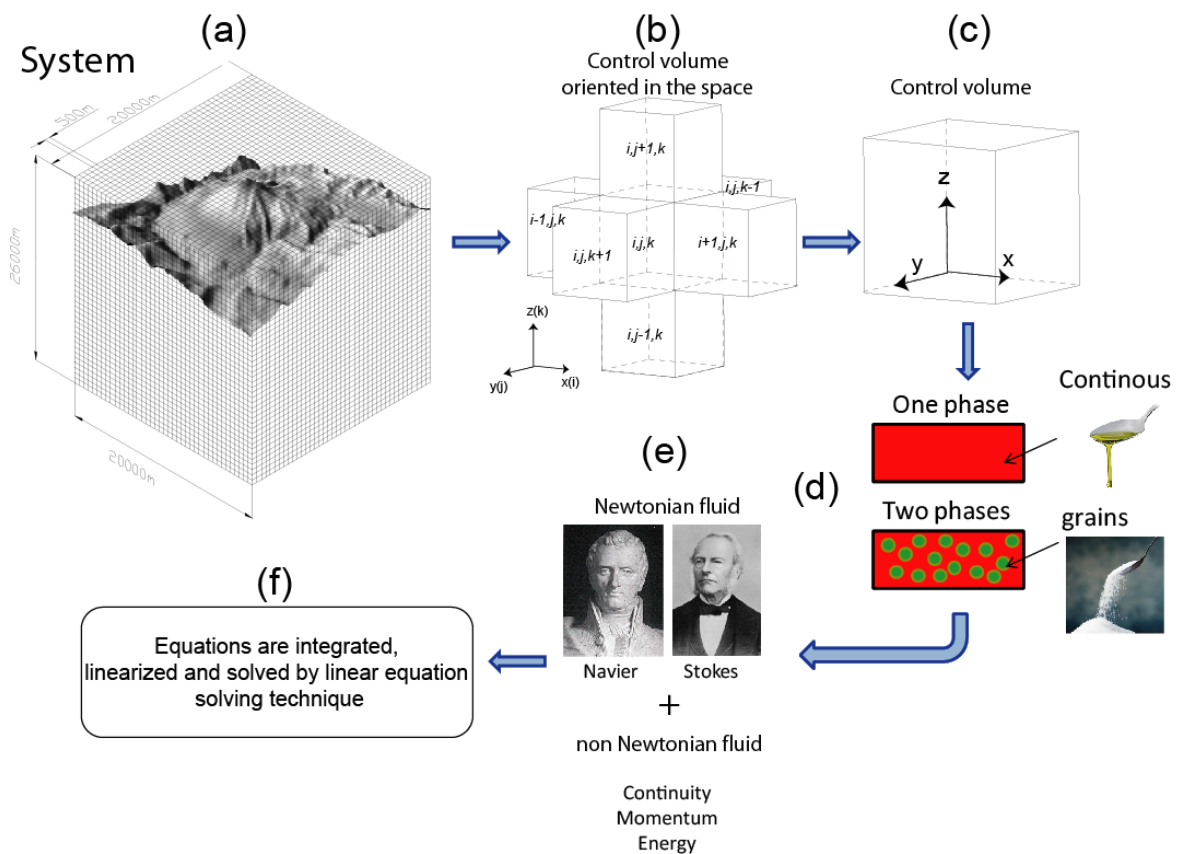 (a)
System
500m
20000m
26000m
20000m
(b)
Control volume
oriented in the space
i,j+1,k
i,j,k-1
i-1,j,k
i,j,k+1
i,j,k
i+1,j,k
i,j-1,k
z(k)
y(j)
x(i)
(c)
Control volume
z
y
x
(d)
One phase
Continous
Two phases
grains
(e)
Newtonian fluid
Navier
Stokes
+
non Newtonian fluid
Continuity
Momentum
Energy
(f)
Equations are integrated,
linearized and solved by linear equation
solving technique